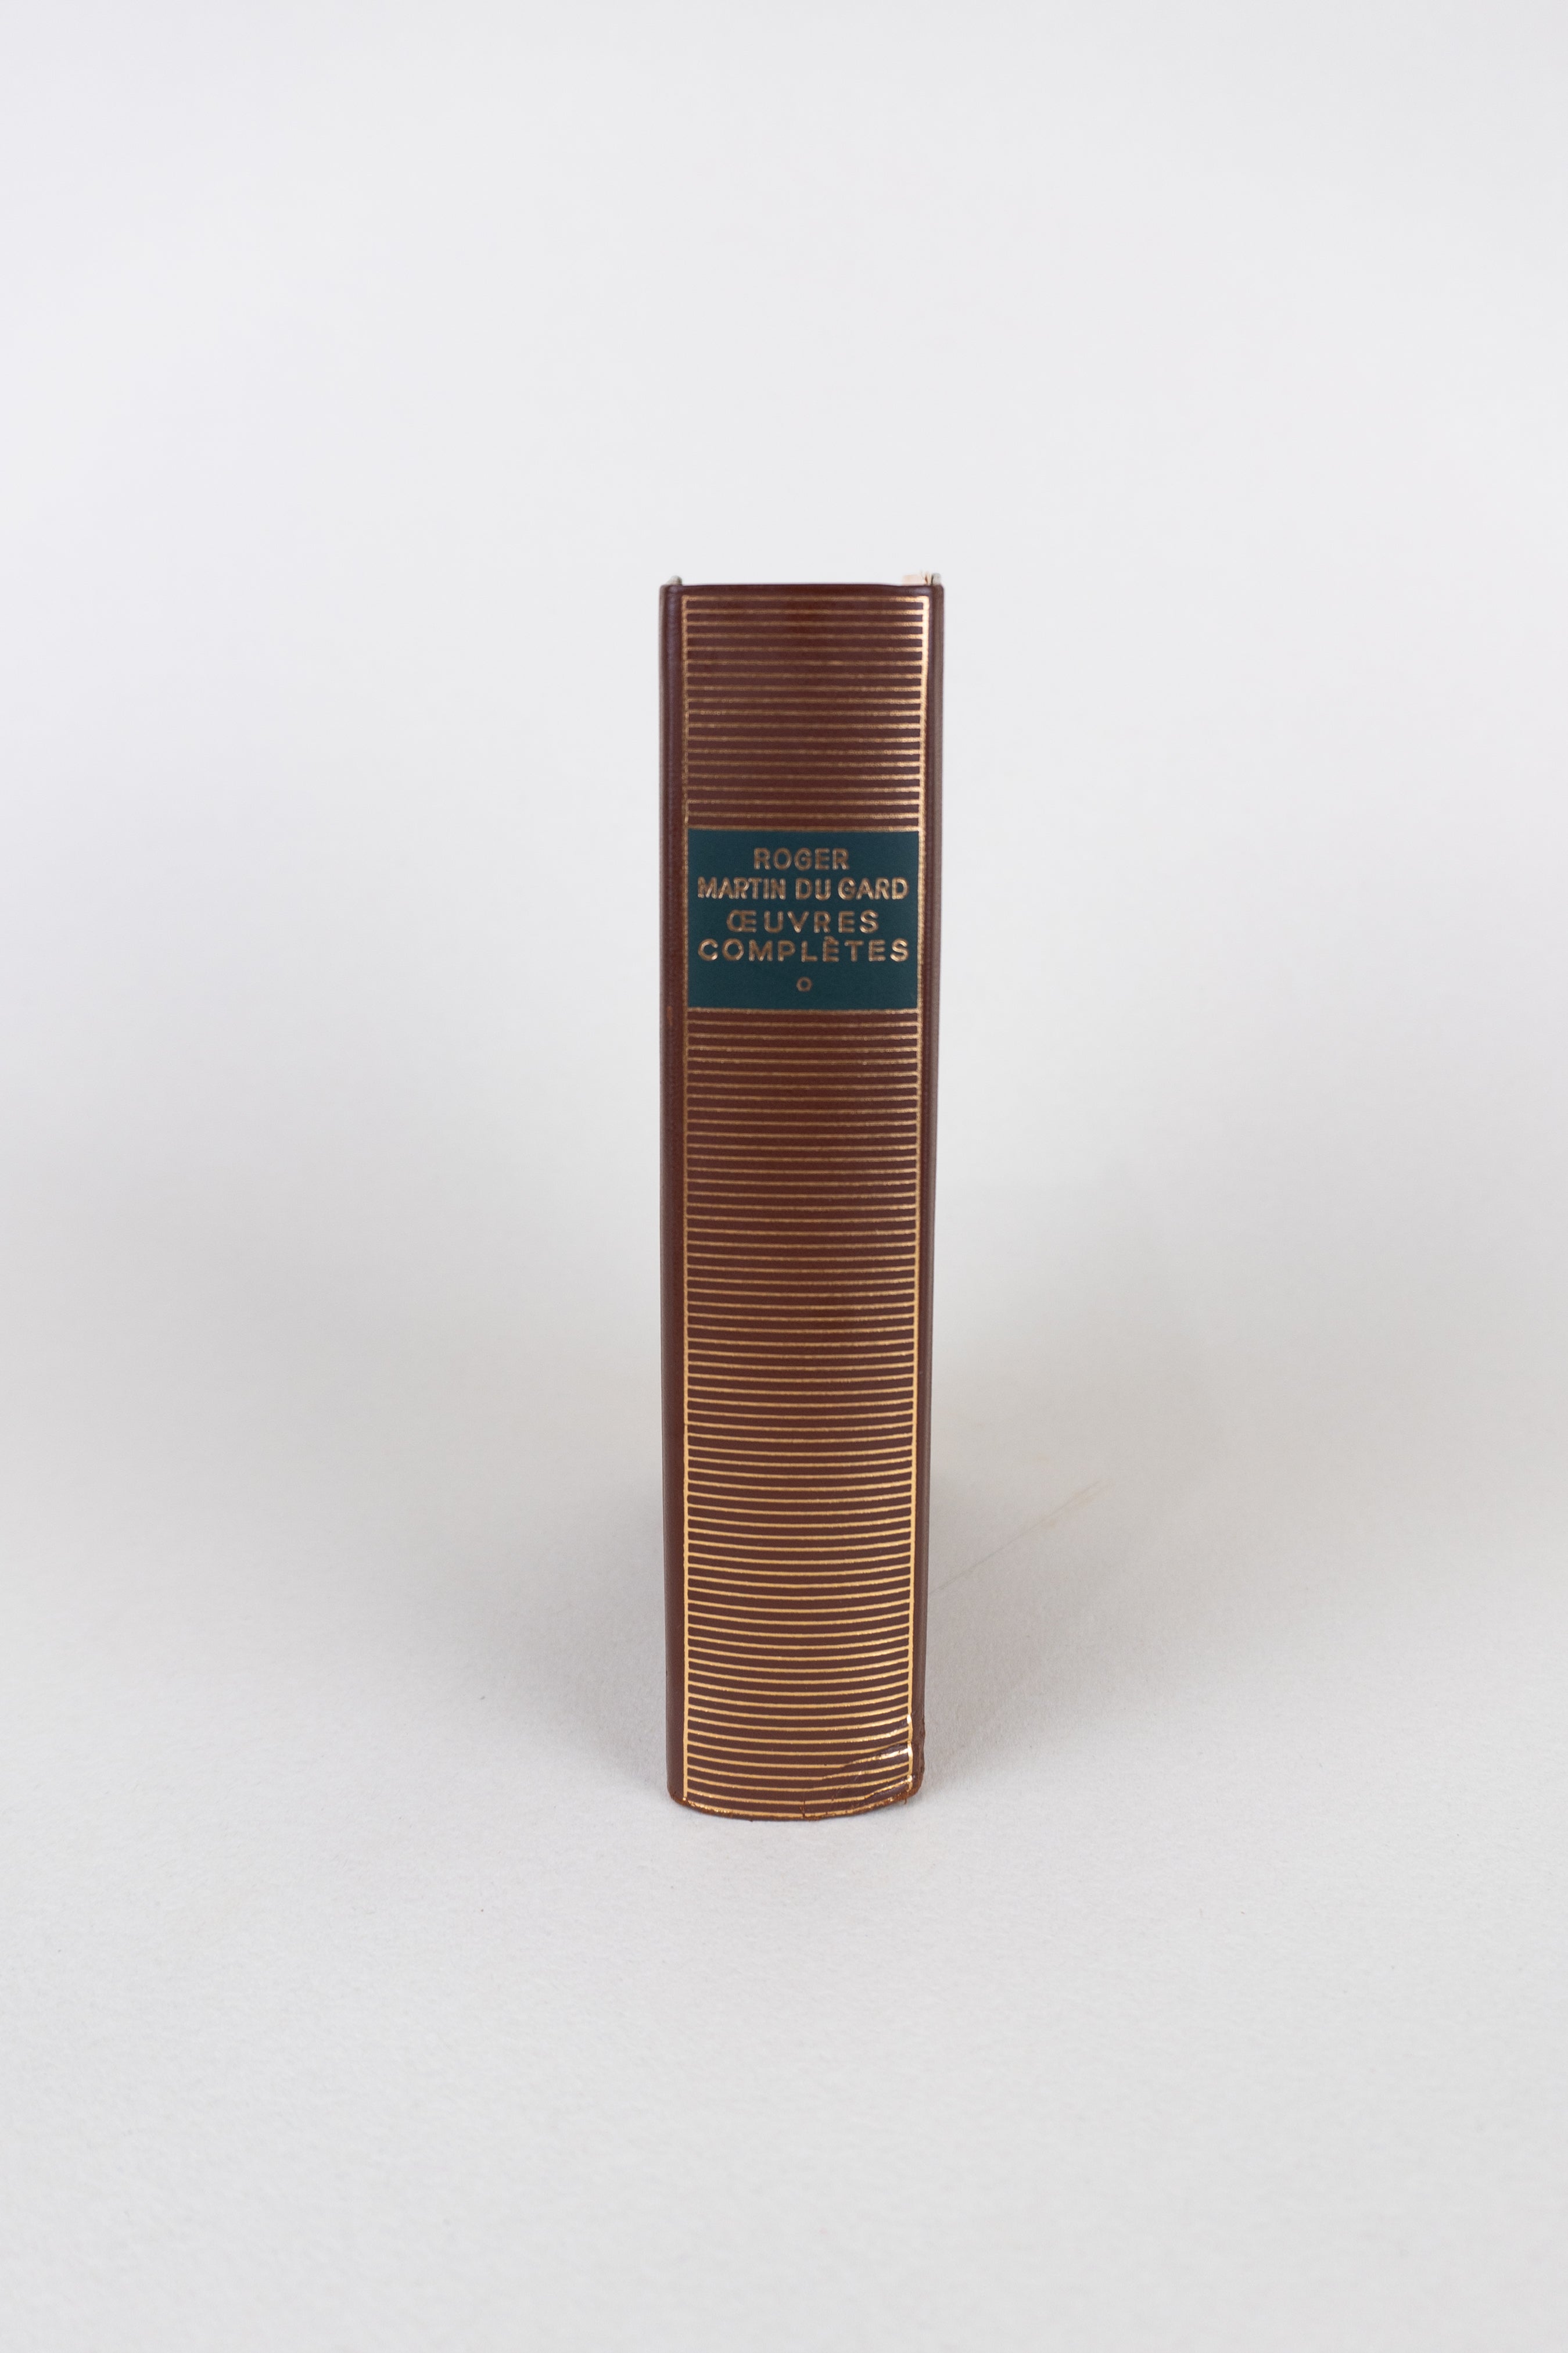 ROGER
MARTIN DU GARD
ŒUVRES
COMPLÈTES